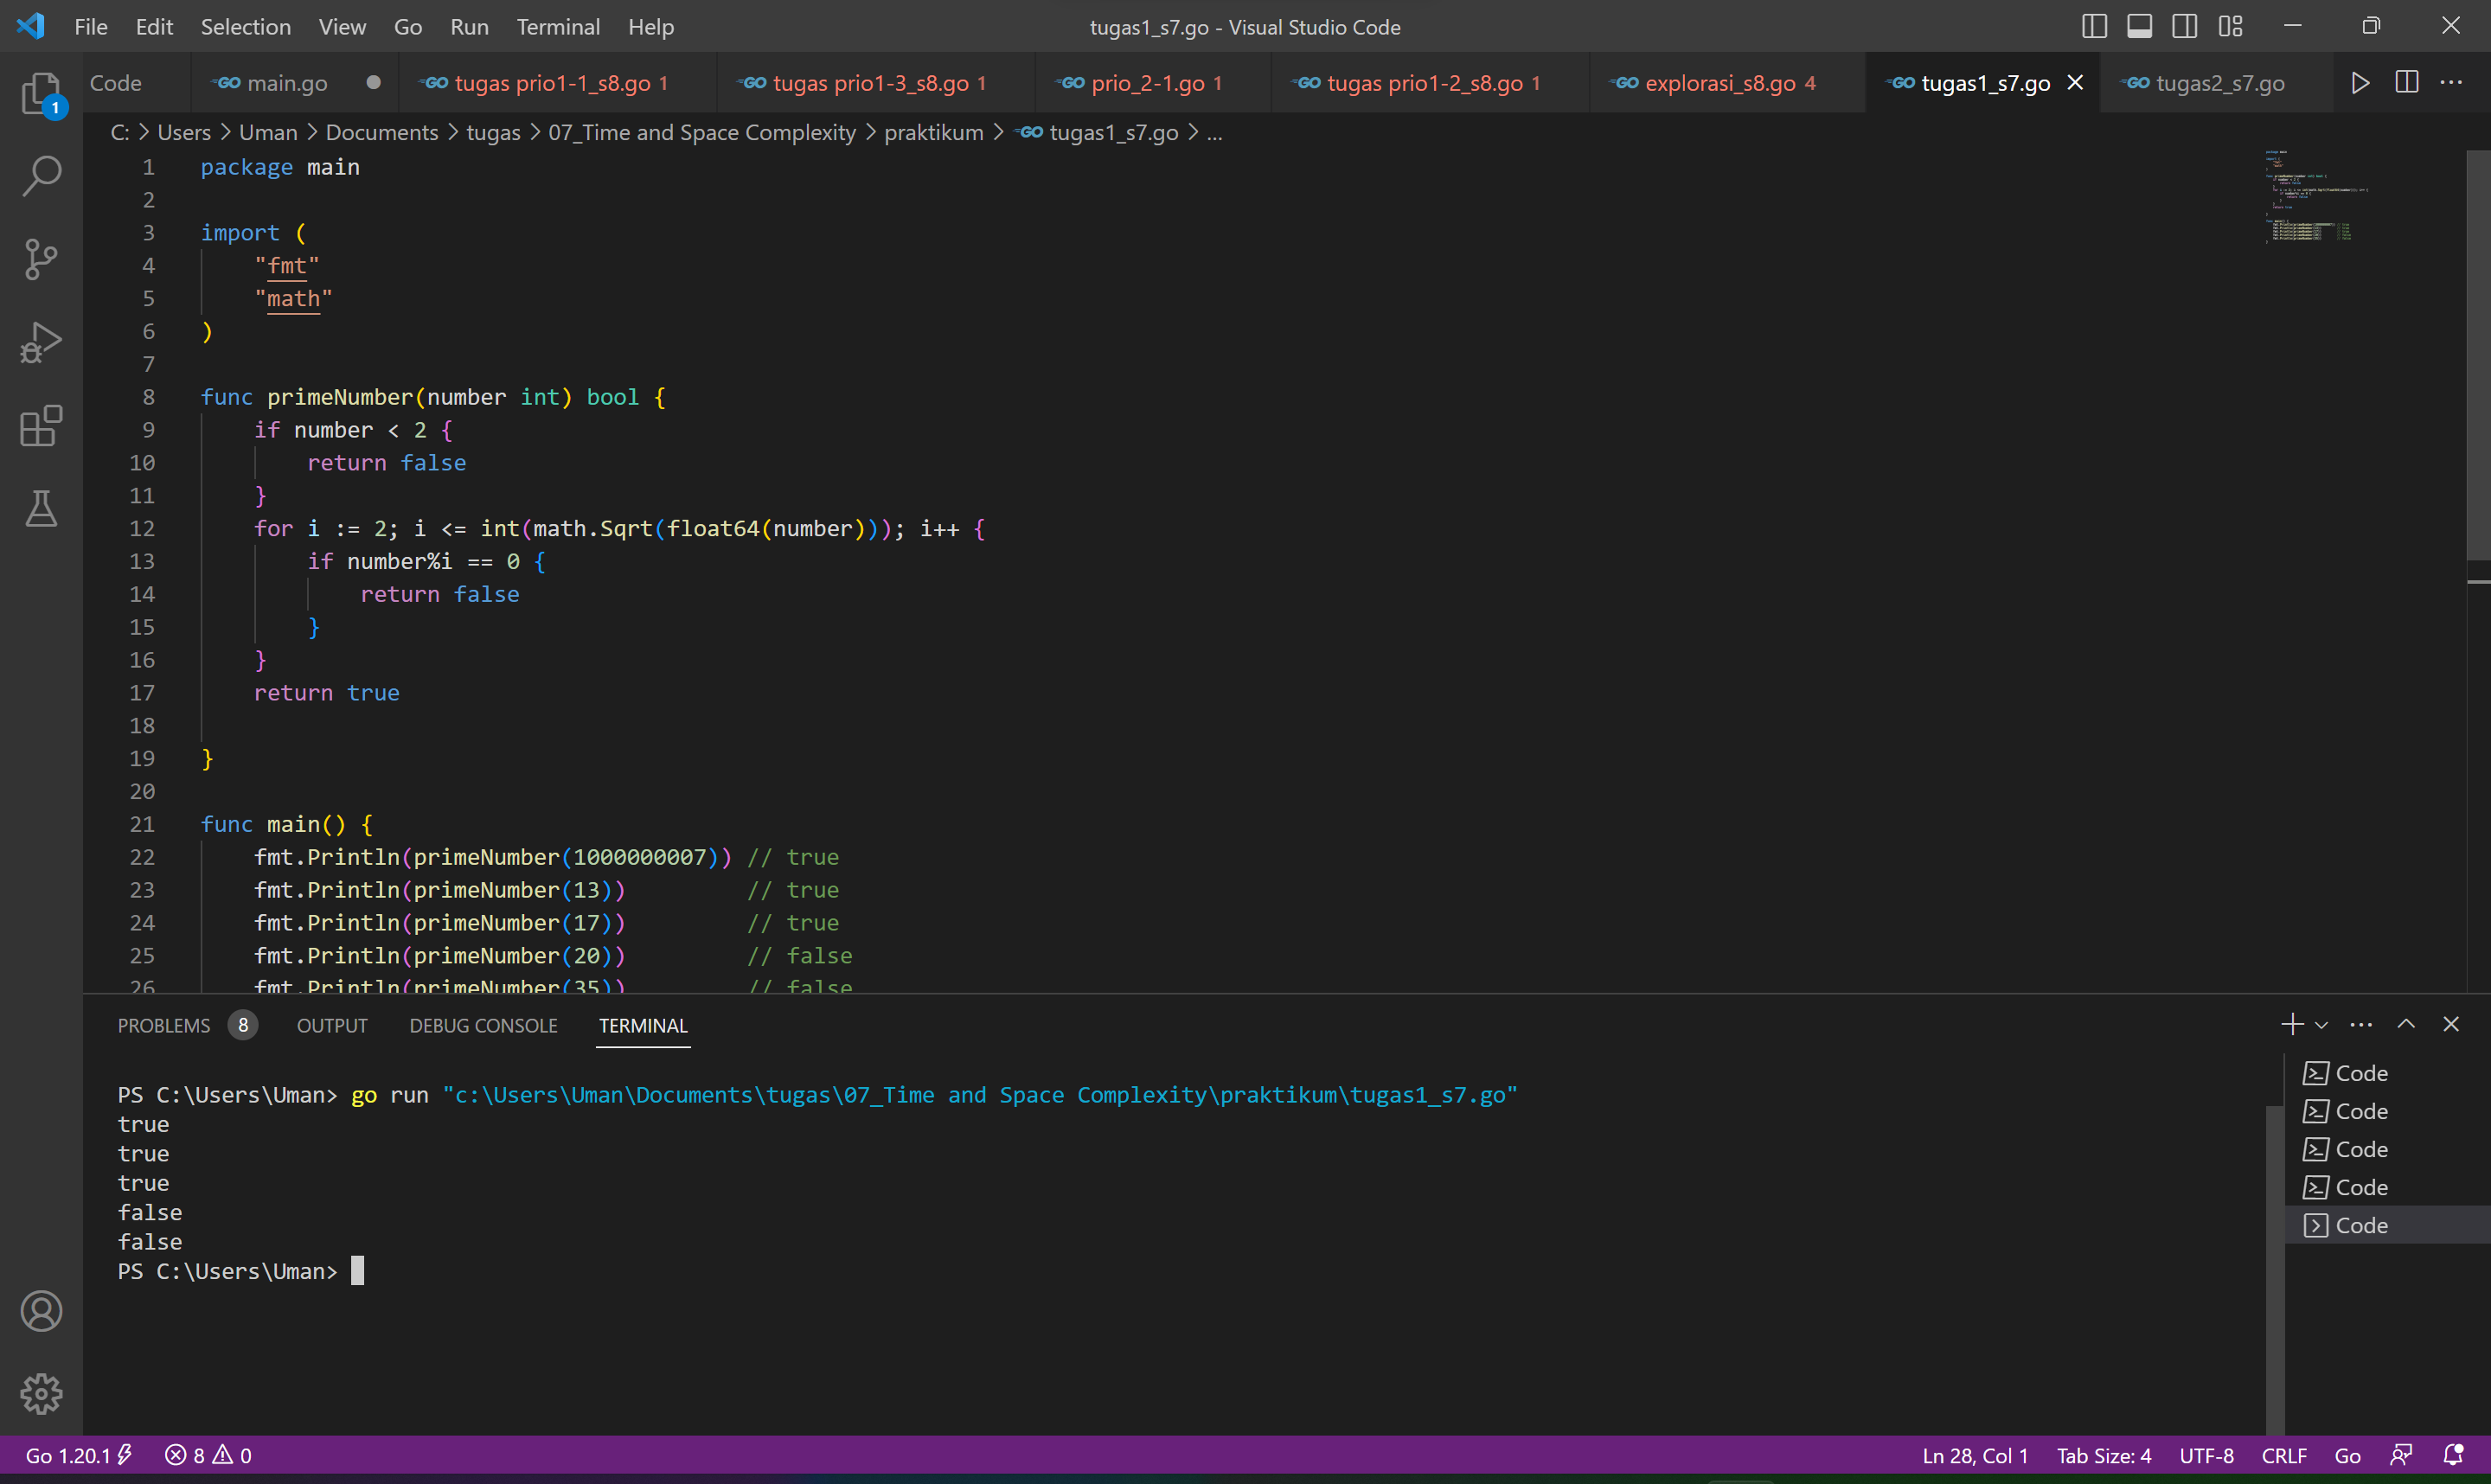 File Edit Selection View Go Run Terminal Help tugas1_s7.go - Visual Studio Code
Code main.go tugas prio1-1_s8.go 1 tugas prio1-3_s8.go 1 prio_2-1.go 1 tugas prio1-2_s8.go 1 explorasi_s8.go 4 tugas1_s7.go tugas2_s7.go
1
C: > Users > Uman > Documents > tugas > 07_Time and Space Complexity > praktikum > tugas1_s7.go > ...
1 package main
2
3 import (
4 "fmt"
5 "math"
6 )
7
8 func primeNumber(number int) bool {
9 if number < 2 {
10 return false
11 }
12 for i := 2; i <= int(math.Sqrt(float64(number))); i++ {
13 if number%i == 0 {
14 return false
15 }
16 }
17 return true
18
19 }
20
21 func main() {
22 fmt.Println(primeNumber(1000000007)) // true
23 fmt.Println(primeNumber(13)) // true
24 fmt.Println(primeNumber(17)) // true
25 fmt.Println(primeNumber(20)) // false
26 fmt.Println(primeNumber(35)) // false
PROBLEMS 8 OUTPUT DEBUG CONSOLE TERMINAL
PS C:\Users\Uman> go run "c:\Users\Uman\Documents\tugas\07_Time and Space Complexity\praktikum\tugas1_s7.go"
true
true
true
false
false
PS C:\Users\Uman>
Code
Code
Code
Code
Code
Go 1.20.1 8 0 Ln 28, Col 1 Tab Size: 4 UTF-8 CRLF Go